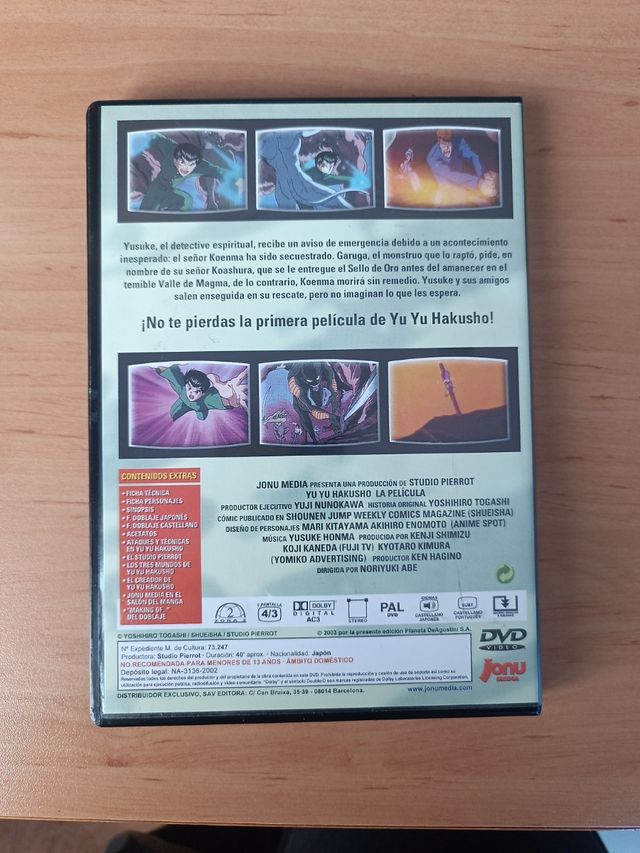 Yusuke, el detective espiritual, recibe un aviso de emergencia debido a un acontecimiento
inesperado: el señor Koenma ha sido secuestrado. Garuga, el monstruo que lo raptó, pide, en
nombre de su señor Koashura, que se le entregue el Sello de Oro antes del amanecer en el
temible Valle de Magma, de lo contrario, Koenma morirá sin remedio. Yusuke y sus amigos
salen enseguida en su rescate, pero no imaginan lo que les espera.
¡No te pierdas la primera película de Yu Yu Hakusho!
CONTENIDOS EXTRAS
• FICHA TÉCNICA
• FICHA PERSONAJES
• SINOPSIS
• F. DOBLAJE JAPONÉS
• F. DOBLAJE CASTELLANO
• ACETATOS
• ATAQUES Y TÉCNICAS
EN YU YU HAKUSHO
• EL STUDIO PIERROT
• LOS TRES MUNDOS DE
YU YU HAKUSHO
• EL CREADOR DE
YU YU HAKUSHO
• JONU MEDIA EN EL
SALÓN DEL MANGA
• "MAKING OF..." DEL
DOBLAJE
JONU MEDIA PRESENTA UNA PRODUCCIÓN DE STUDIO PIERROT
YU YU HAKUSHO LA PELÍCULA
PRODUCTOR EJECUTIVO YUJI NUNOKAWA HISTORIA ORIGINAL YOSHIHIRO TOGASHI
CÓMIC PUBLICADO EN SHOUNEN JUMP WEEKLY COMICS MAGAZINE (SHUEISHA)
DISEÑO DE PERSONAJES MARI KITAYAMA AKIHIRO ENOMOTO (ANIME SPOT)
MÚSICA YUSUKE HONMA PRODUCIDA POR KENJI SHIMIZU
KOJI KANEDA (FUJI TV) KYOTARO KIMURA
(YOMIKO ADVERTISING) PRODUCTOR KEN HAGINO
DIRIGIDA POR NORIYUKI ABE
2
ZONA 2
PANTALLA
4/3
DOLBY
DIGITAL
AC3
STEREO
PAL
DVD
IDIOMAS
CASTELLANO
JAPONÉS
SUBT.
CASTELLANO
PORTUGUÉS
© YOSHIHIRO TOGASHI / SHUEISHA / STUDIO PIERROT
© 2003 por la presente edición Planeta DeAgostini S.A.
DVD
VIDEO
Nº Expediente M. de Cultura: 73.247
Productora: Studio Pierrot - Duración: 40' aprox. - Nacionalidad: Japón
NO RECOMENDADA PARA MENORES DE 13 AÑOS - ÁMBITO DOMÉSTICO
Depósito legal: NA-3136-2002
jonu
MEDIA
DISTRIBUIDOR EXCLUSIVO, SAV EDITORA: C/ Can Bruixa, 35-39 - 08014 Barcelona.
www.jonumedia.com